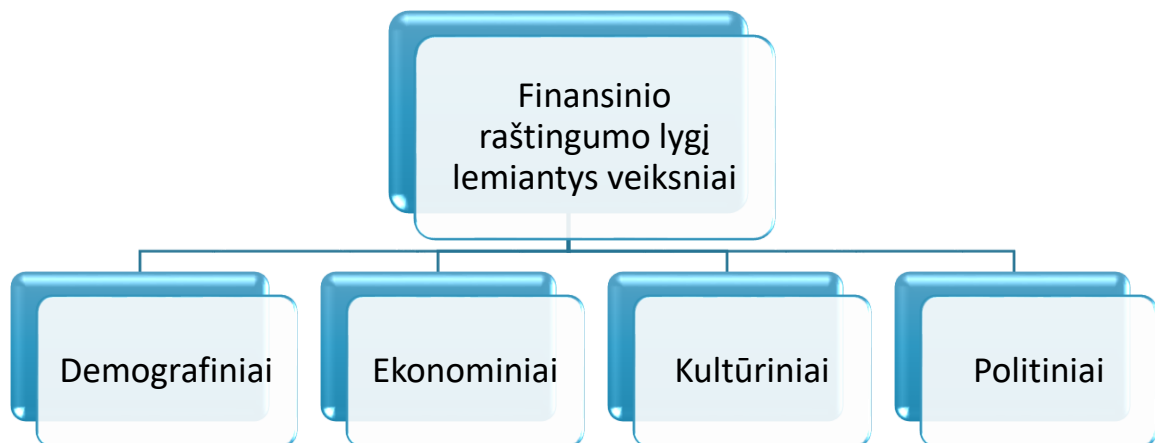 Finansinio
raštingumo lygį
lemiantys veiksniai
Demografiniai
Ekonominiai
Kultūriniai
Politiniai